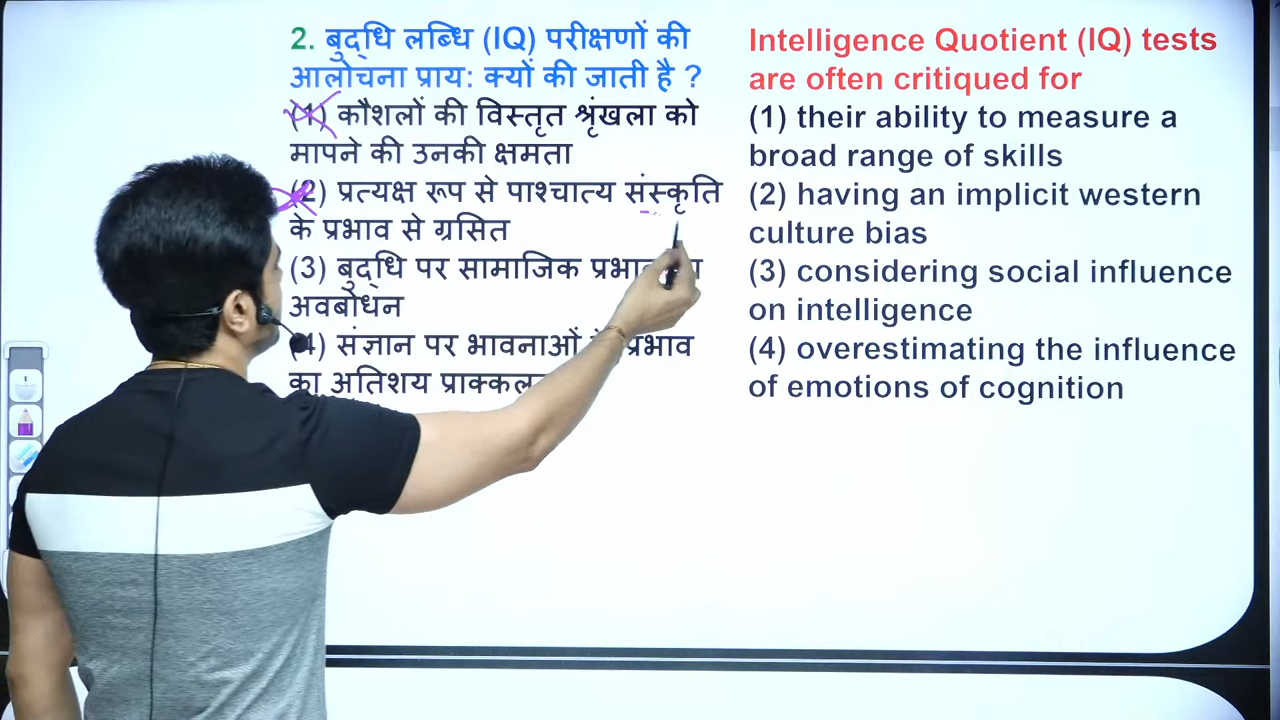 2. बुद्धि लब्धि (IQ) परीक्षणों की
आलोचना प्राय: क्यों की जाती है ?
(1) कौशलों की विस्तृत श्रृंखला को
मापने की उनकी क्षमता
(2) प्रत्यक्ष रूप से पाश्चात्य संस्कृति
के प्रभाव से ग्रसित
(3) बुद्धि पर सामाजिक
अवबोधन
(4) संज्ञान पर भावनाओं प्रभाव
का अतिशय
Intelligence Quotient (IQ) tests
are often critiqued for
(1) their ability to measure a
broad range of skills
(2) having an implicit western
culture bias
(3) considering social influence
on intelligence
(4) overestimating the influence
of emotions of cognition